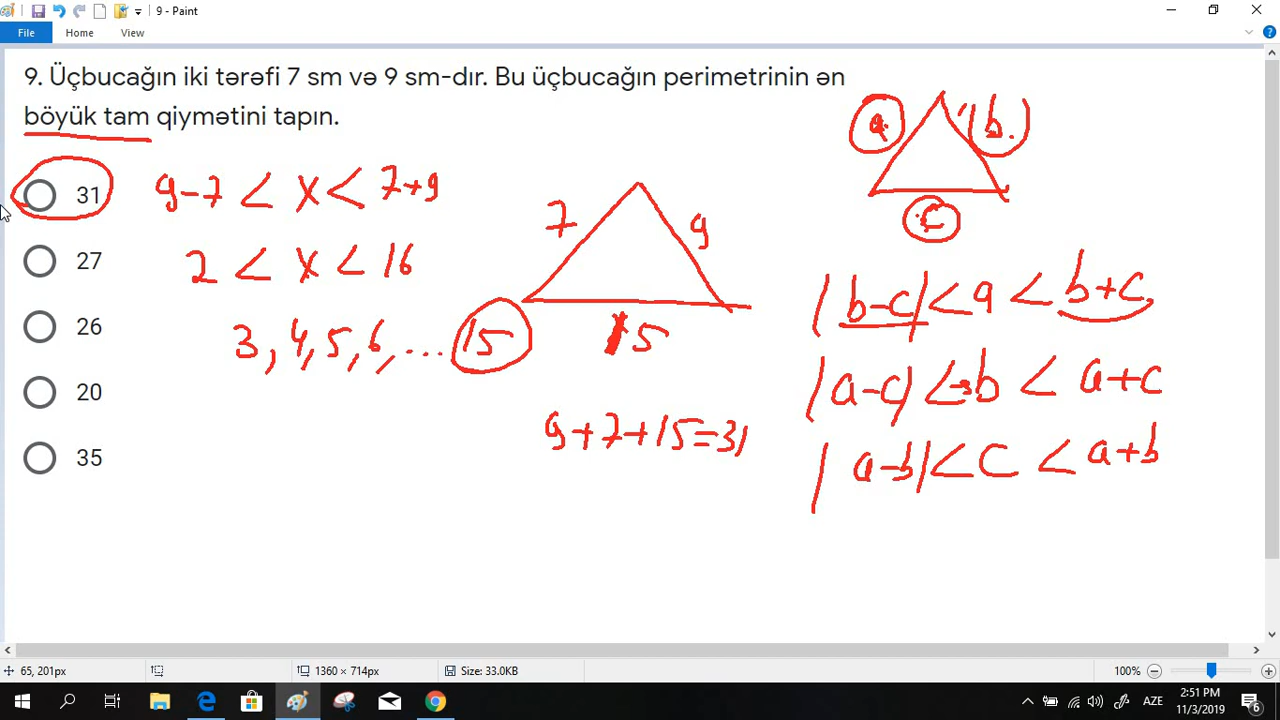 9 - Paint
File Home View
9. Üçbucağın iki tərəfi 7 sm və 9 sm-dır. Bu üçbucağın perimetrinin ən
böyük tam qiymətini tapın.
31
27
26
20
35
9-7 < x < 7+9
2 < x < 16
3, 4, 5, 6, ... 15
7
9
15
9+7+15=31
a
b
c
|b-c| < a < b+c,
|a-c| < b < a+c
|a-b| < c < a+b
65, 201px 1360 × 714px Size: 33.0KB 100%
AZE 2:51 PM
11/3/2019 6